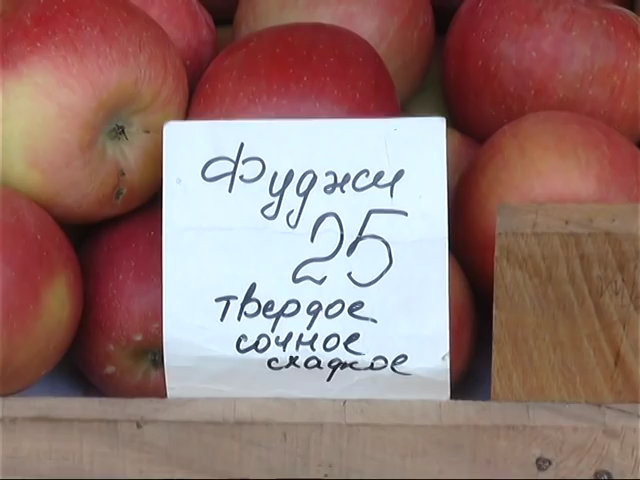 Фуджи
25
твердое
сочное
сладкое